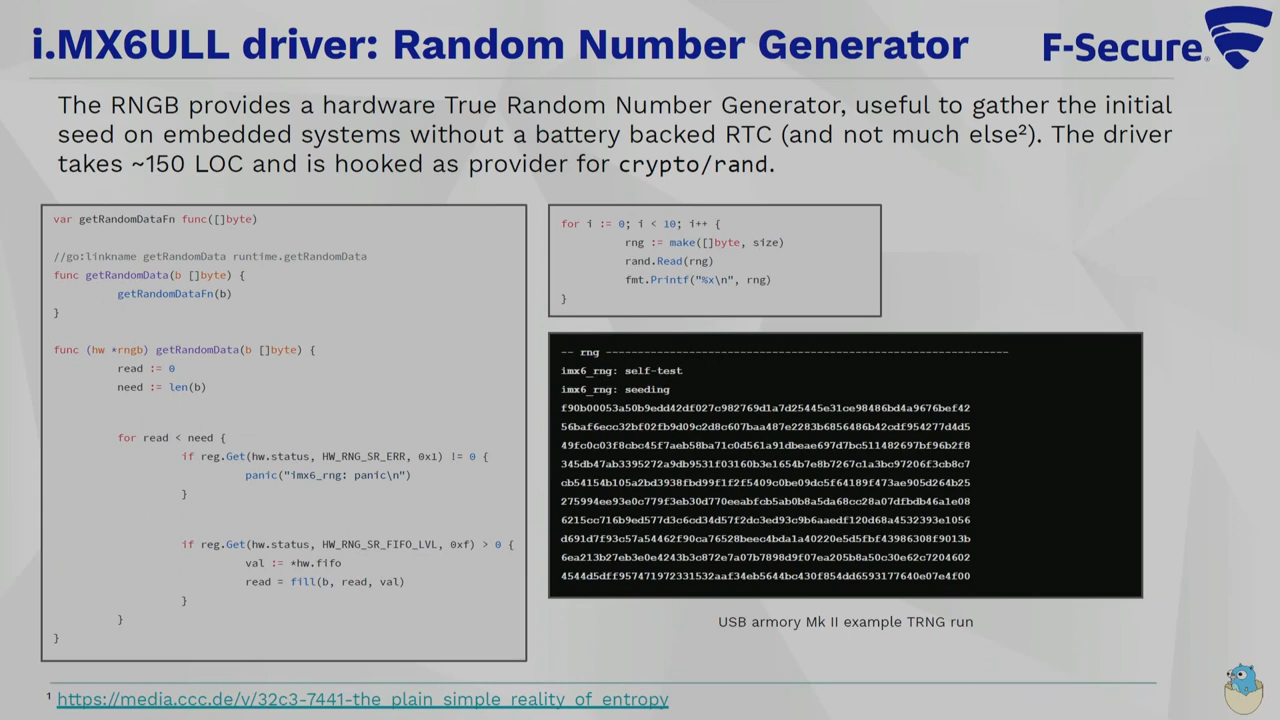 i.MX6ULL driver: Random Number Generator
F-Secure®
The RNGB provides a hardware True Random Number Generator, useful to gather the initial
seed on embedded systems without a battery backed RTC (and not much else²). The driver
takes ~150 LOC and is hooked as provider for crypto/rand.
var getRandomDataFn func([]byte)
//go:linkname getRandomData runtime.getRandomData
func getRandomData(b []byte) {
getRandomDataFn(b)
}
func (hw *rngb) getRandomData(b []byte) {
read := 0
need := len(b)
for read < need {
if reg.Get(hw.status, HW_RNG_SR_ERR, 0x1) != 0 {
panic("imx6_rng: panic\n")
}
if reg.Get(hw.status, HW_RNG_SR_FIFO_LVL, 0xf) > 0 {
val := *hw.fifo
read = fill(b, read, val)
}
}
}
for i := 0; i < 10; i++ {
rng := make([]byte, size)
rand.Read(rng)
fmt.Printf("%x\n", rng)
}
-- rng ---------------------------------------------------------------
imx6_rng: self-test
imx6_rng: seeding
f90b00053a50b9edd42df027c982769d1a7d25445e31ce98486bd4a9676bef42
56baf6ecc32bf02fb9d09c2d8c607baa487e2283b6856486b42cdf954277d4d5
49fc0c03f8cbc45f7aeb58ba71c0d561a91dbeae697d7bc511482697bf96b2f8
345db47ab3395272a9db9531f03160b3e1654b7e8b7267c1a3bc97206f3cb8c7
cb54154b105a2bd3938fbd99f1f2f5409c0be09dc5f64189f473ae905d264b25
275994ee93e0c779f3eb30d770eeabfcb5ab0b8a5da68cc28a07dfbdb46a1e08
6215cc716b9ed577d3c6cd34d57f2dc3ed93c9b6aaedf120d68a4532393e1056
d691d7f93c57a54462f90ca76528beec4bda1a40220e5d5fbf43986308f9013b
6ea213b27eb3e0e4243b3c872e7a07b7898d9f07ea205b8a50c30e62c7204602
4544d5dff957471972331532aaf34eb5644bc430f854dd6593177640e07e4f00
USB armory Mk II example TRNG run
¹ https://media.ccc.de/v/32c3-7441-the_plain_simple_reality_of_entropy